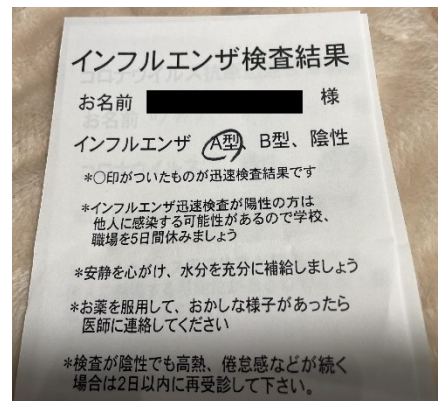 インフルエンザ検査結果
お名前 様
インフルエンザ A型、B型、陰性
*○印がついたものが迅速検査結果です
*インフルエンザ迅速検査が陽性の方は
他人に感染する可能性があるので学校、
職場を5日間休みましょう
*安静を心がけ、水分を充分に補給しましょう
*お薬を服用して、おかしな様子があったら
医師に連絡してください
*検査が陰性でも高熱、倦怠感などが続く
場合は2日以内に再受診して下さい。